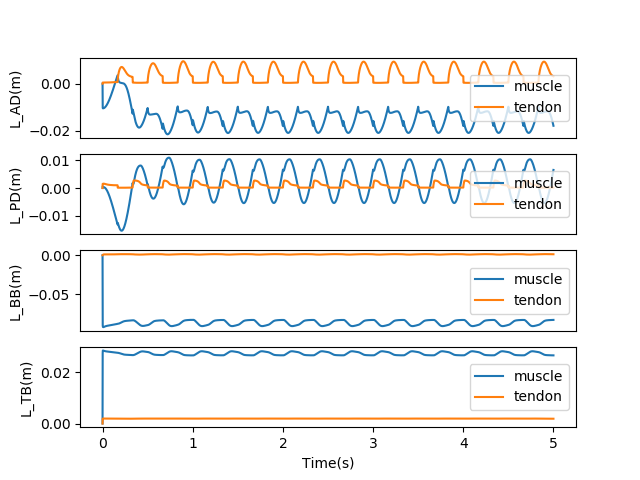 L_AD(m)
0.00
−0.02
muscle
tendon
L_PD(m)
0.01
0.00
−0.01
muscle
tendon
L_BB(m)
0.00
−0.05
muscle
tendon
L_TB(m)
0.02
0.00
muscle
tendon
0 1 2 3 4 5
Time(s)